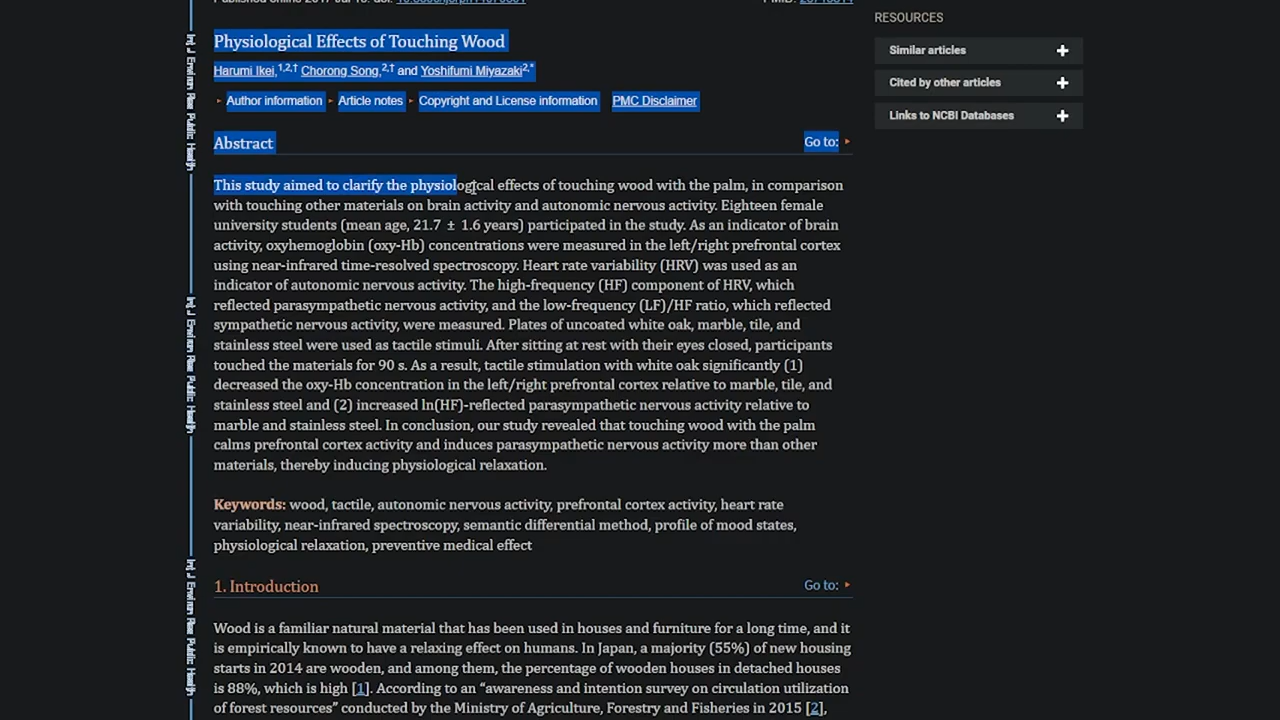 Physiological Effects of Touching Wood
Harumi Ikei,1,2,† Chorong Song,2,† and Yoshifumi Miyazaki2,*
▸ Author information ▸ Article notes ▸ Copyright and License information PMC Disclaimer
Abstract Go to: ▸
This study aimed to clarify the physiological effects of touching wood with the palm, in comparison
with touching other materials on brain activity and autonomic nervous activity. Eighteen female
university students (mean age, 21.7 ± 1.6 years) participated in the study. As an indicator of brain
activity, oxyhemoglobin (oxy-Hb) concentrations were measured in the left/right prefrontal cortex
using near-infrared time-resolved spectroscopy. Heart rate variability (HRV) was used as an
indicator of autonomic nervous activity. The high-frequency (HF) component of HRV, which
reflected parasympathetic nervous activity, and the low-frequency (LF)/HF ratio, which reflected
sympathetic nervous activity, were measured. Plates of uncoated white oak, marble, tile, and
stainless steel were used as tactile stimuli. After sitting at rest with their eyes closed, participants
touched the materials for 90 s. As a result, tactile stimulation with white oak significantly (1)
decreased the oxy-Hb concentration in the left/right prefrontal cortex relative to marble, tile, and
stainless steel and (2) increased ln(HF)-reflected parasympathetic nervous activity relative to
marble and stainless steel. In conclusion, our study revealed that touching wood with the palm
calms prefrontal cortex activity and induces parasympathetic nervous activity more than other
materials, thereby inducing physiological relaxation.
Keywords: wood, tactile, autonomic nervous activity, prefrontal cortex activity, heart rate
variability, near-infrared spectroscopy, semantic differential method, profile of mood states,
physiological relaxation, preventive medical effect
1. Introduction Go to: ▸
Wood is a familiar natural material that has been used in houses and furniture for a long time, and it
is empirically known to have a relaxing effect on humans. In Japan, a majority (55%) of new housing
starts in 2014 are wooden, and among them, the percentage of wooden houses in detached houses
is 88%, which is high [1]. According to an “awareness and intention survey on circulation utilization
of forest resources” conducted by the Ministry of Agriculture, Forestry and Fisheries in 2015 [2],
RESOURCES
Similar articles +
Cited by other articles +
Links to NCBI Databases +
Int J Environ Res Public Health
Int J Environ Res Public Health
Int J Environ Res Public Health